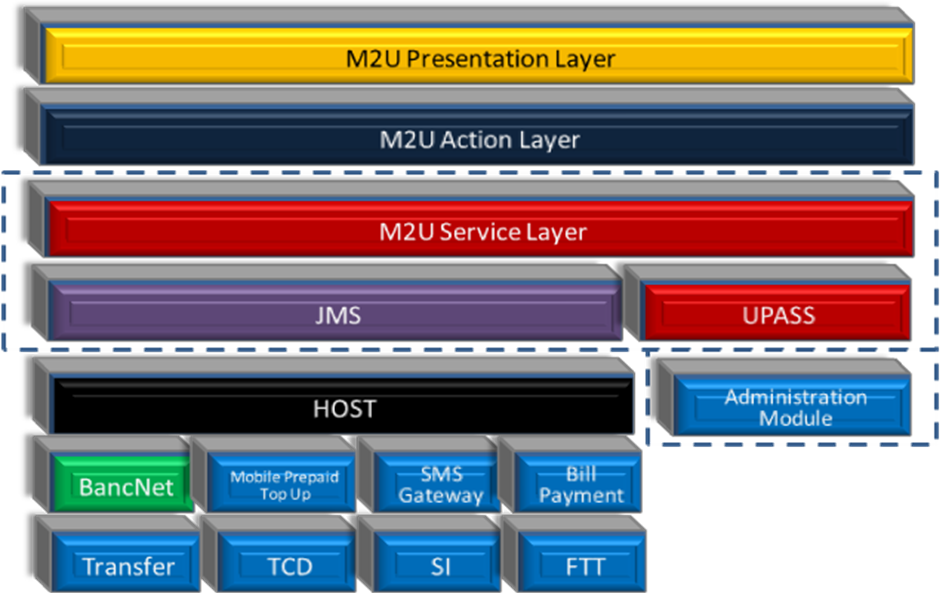 M2U Presentation Layer
M2U Action Layer
M2U Service Layer
JMS
UPASS
HOST
Administration
Module
BancNet
Mobile Prepaid
Top Up
SMS
Gateway
Bill
Payment
Transfer
TCD
SI
FTT